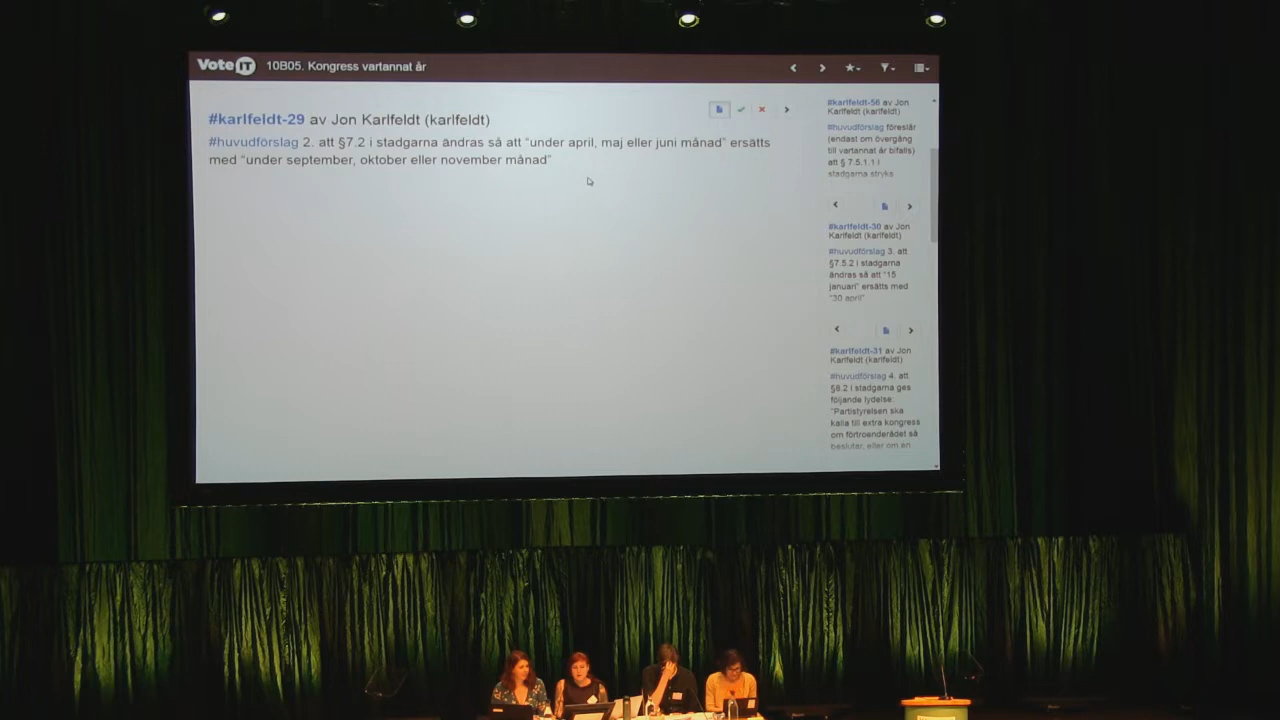 VoteIT 10B05. Kongress vartannat år
#karlfeldt-29 av Jon Karlfeldt (karlfeldt)
#huvudförslag 2. att §7.2 i stadgarna ändras så att "under april, maj eller juni månad" ersätts
med "under september, oktober eller november månad"
#karlfeldt-56 av Jon
Karlfeldt (karlfeldt)
#huvudförslag föreslår
(endast om övergång
till vartannat år bifalls)
att § 7.5.1.1 i
stadgarna stryks
#karlfeldt-30 av Jon
Karlfeldt (karlfeldt)
#huvudförslag 3. att
§7.5.2 i stadgarna
ändras så att "15
januari" ersätts med
"30 april"
#karlfeldt-31 av Jon
Karlfeldt (karlfeldt)
#huvudförslag 4. att
§8.2 i stadgarna ges
följande lydelse:
"Partistyrelsen ska
kalla till extra kongress
om förtroenderådet så
beslutar, eller om en